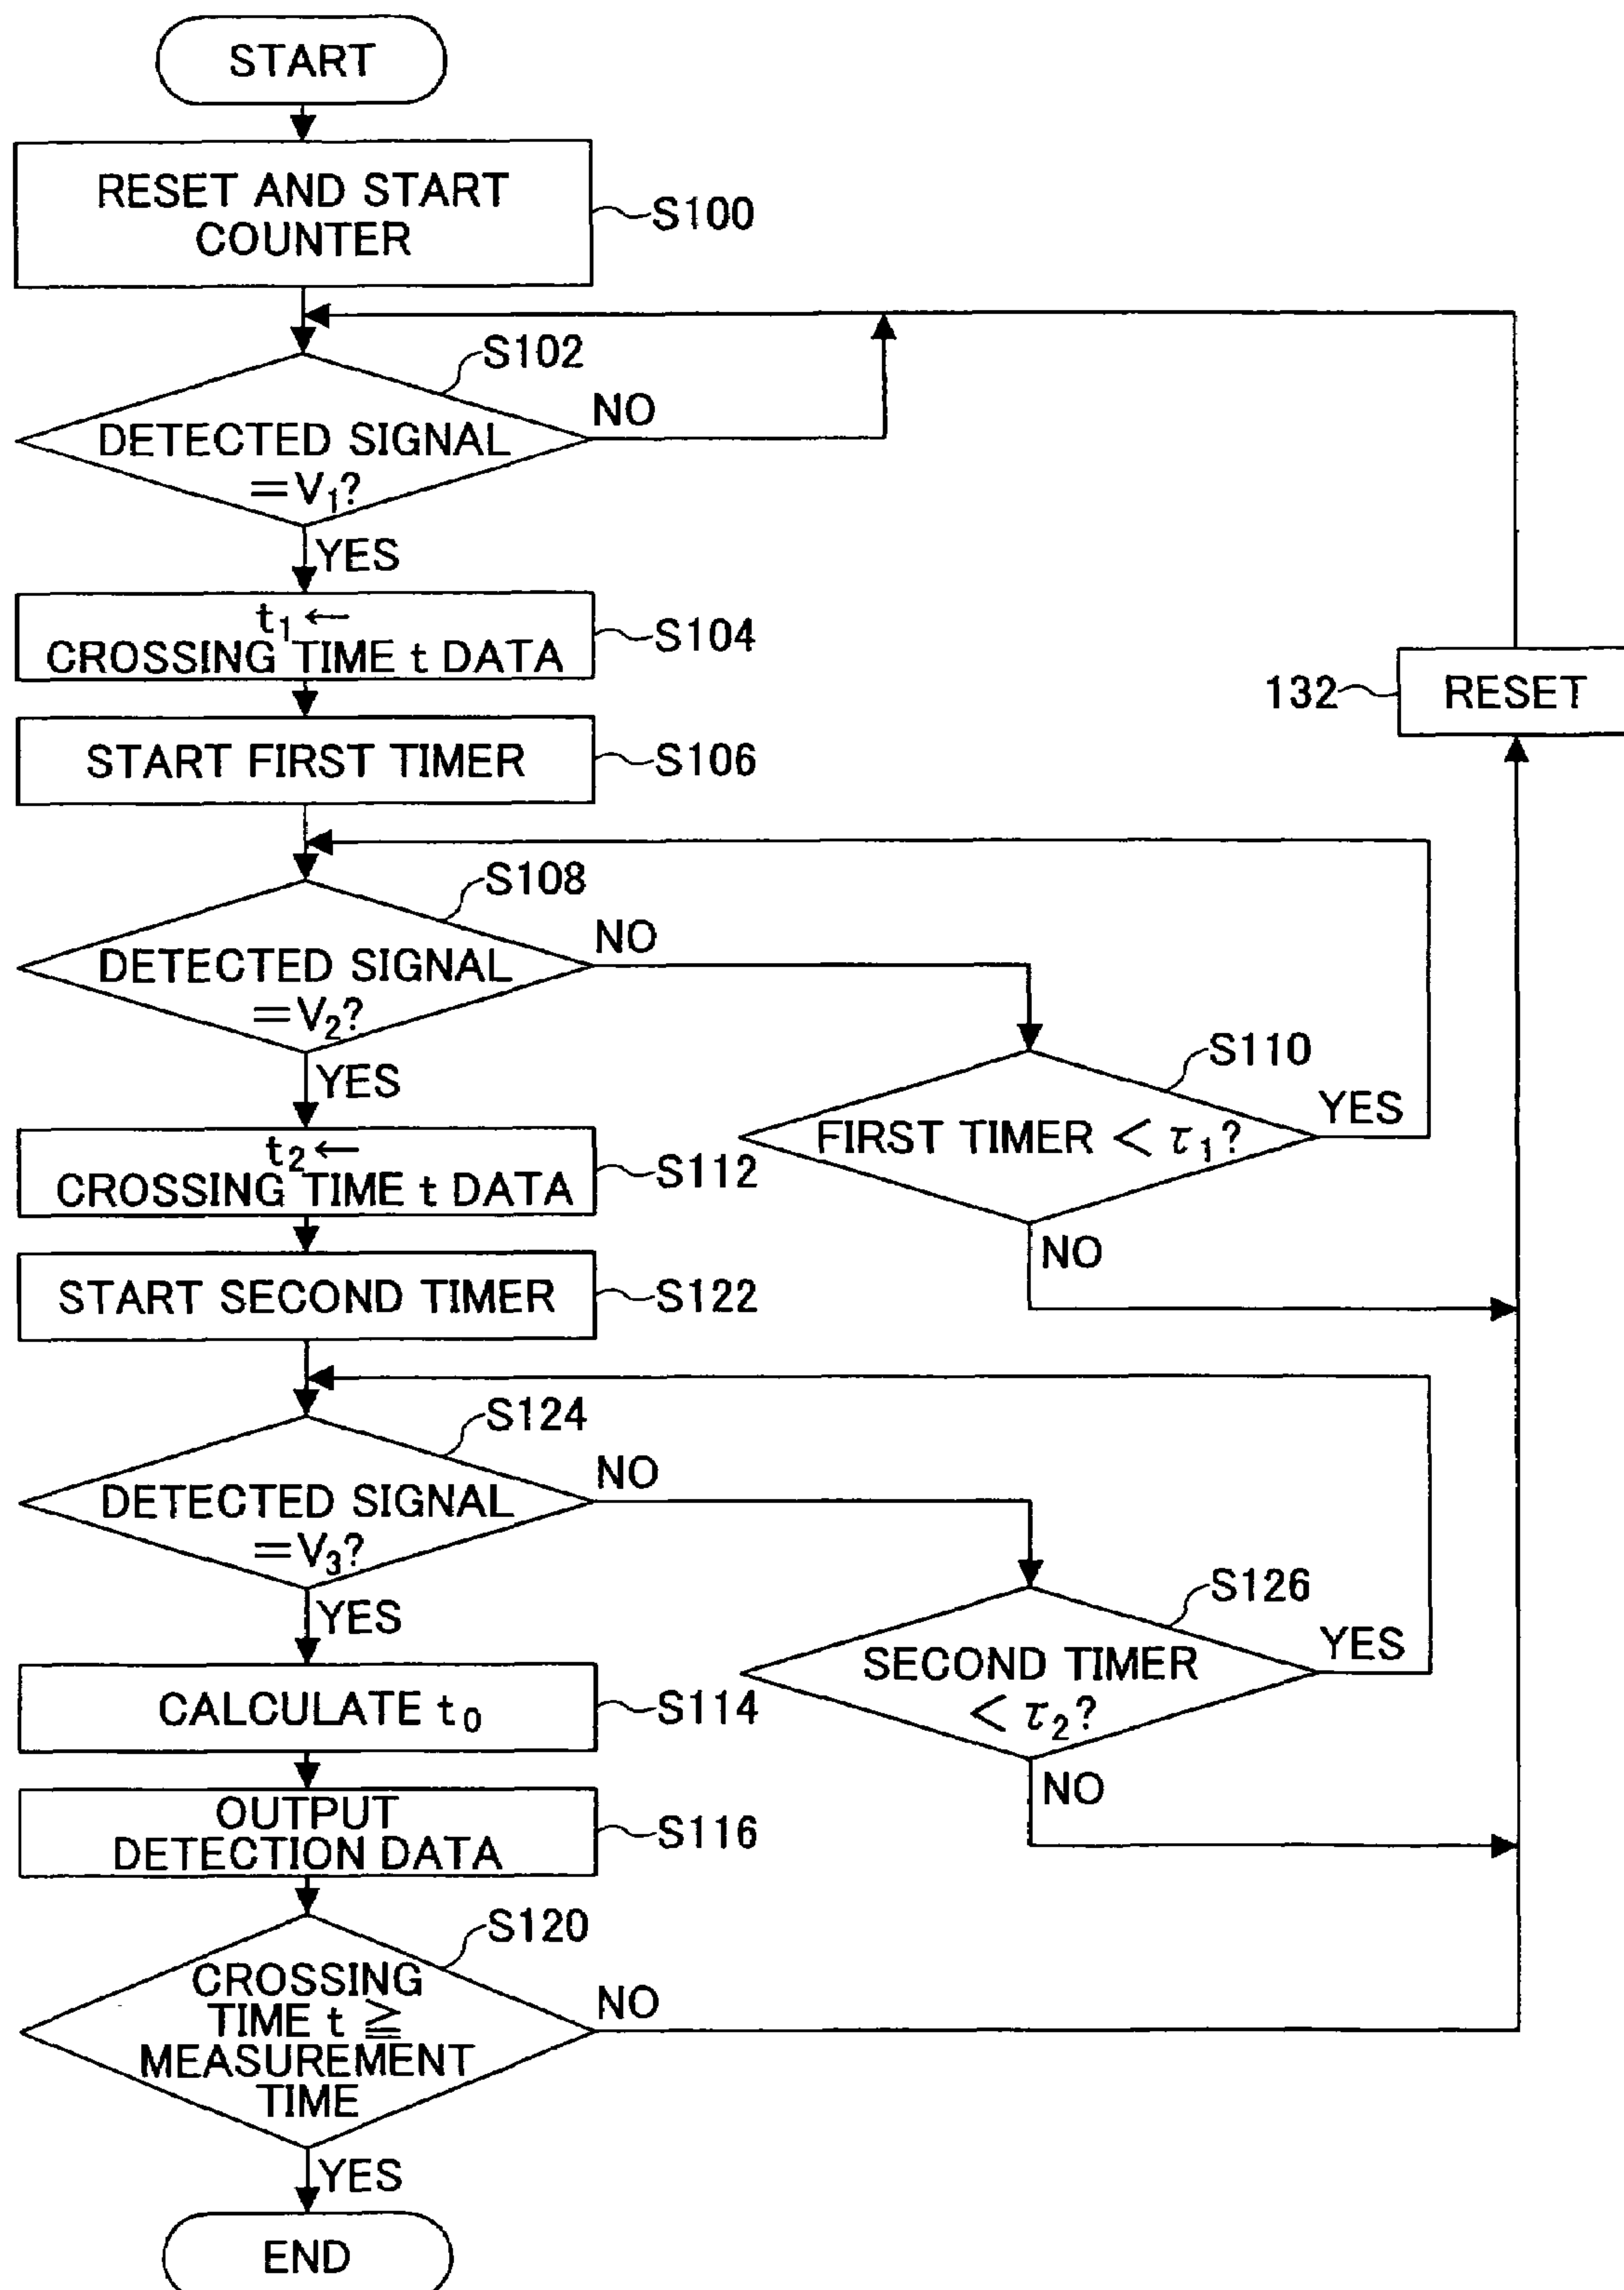 START
RESET AND START
COUNTER
S100
S102
DETECTED SIGNAL
=V₁?
NO
YES
t₁ ←
CROSSING TIME t DATA
S104
132
RESET
START FIRST TIMER
S106
S108
DETECTED SIGNAL
=V₂?
NO
YES
S110
FIRST TIMER < τ₁?
YES
NO
t₂ ←
CROSSING TIME t DATA
S112
START SECOND TIMER
S122
S124
DETECTED SIGNAL
=V₃?
NO
YES
S126
SECOND TIMER
< τ₂?
YES
NO
CALCULATE t₀
S114
OUTPUT
DETECTION DATA
S116
S120
CROSSING
TIME t ≧
MEASUREMENT
TIME
NO
YES
END